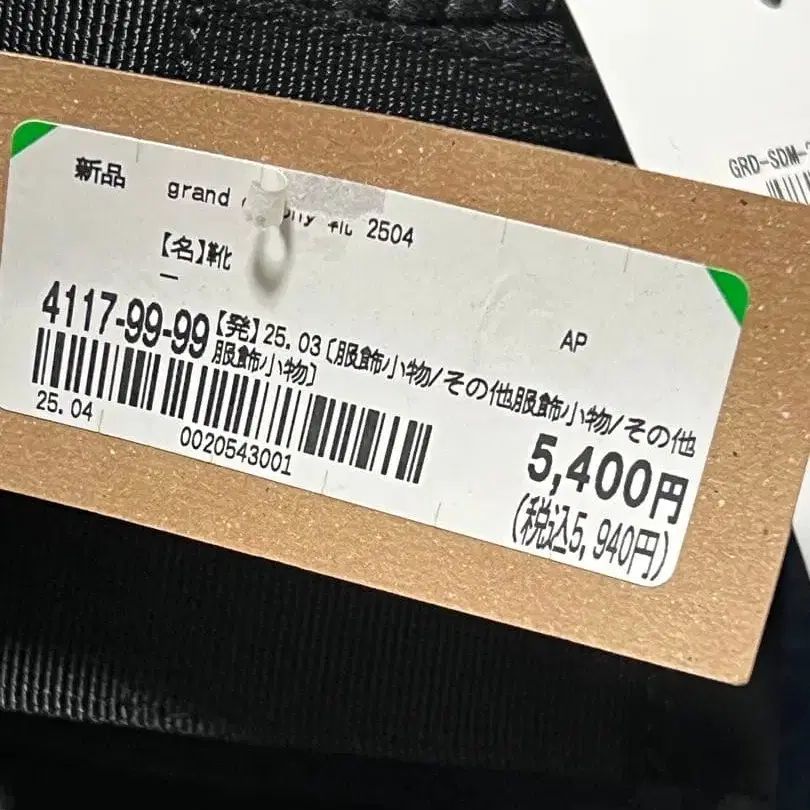 新品
grand 靴 2504
【名】靴
4117-99-99
【発】25.03〔服飾小物/その他服飾小物/その他
服飾小物〕
AP
25.04
0020543001
5,400円
(税込5,940円)
GRD-SDM-